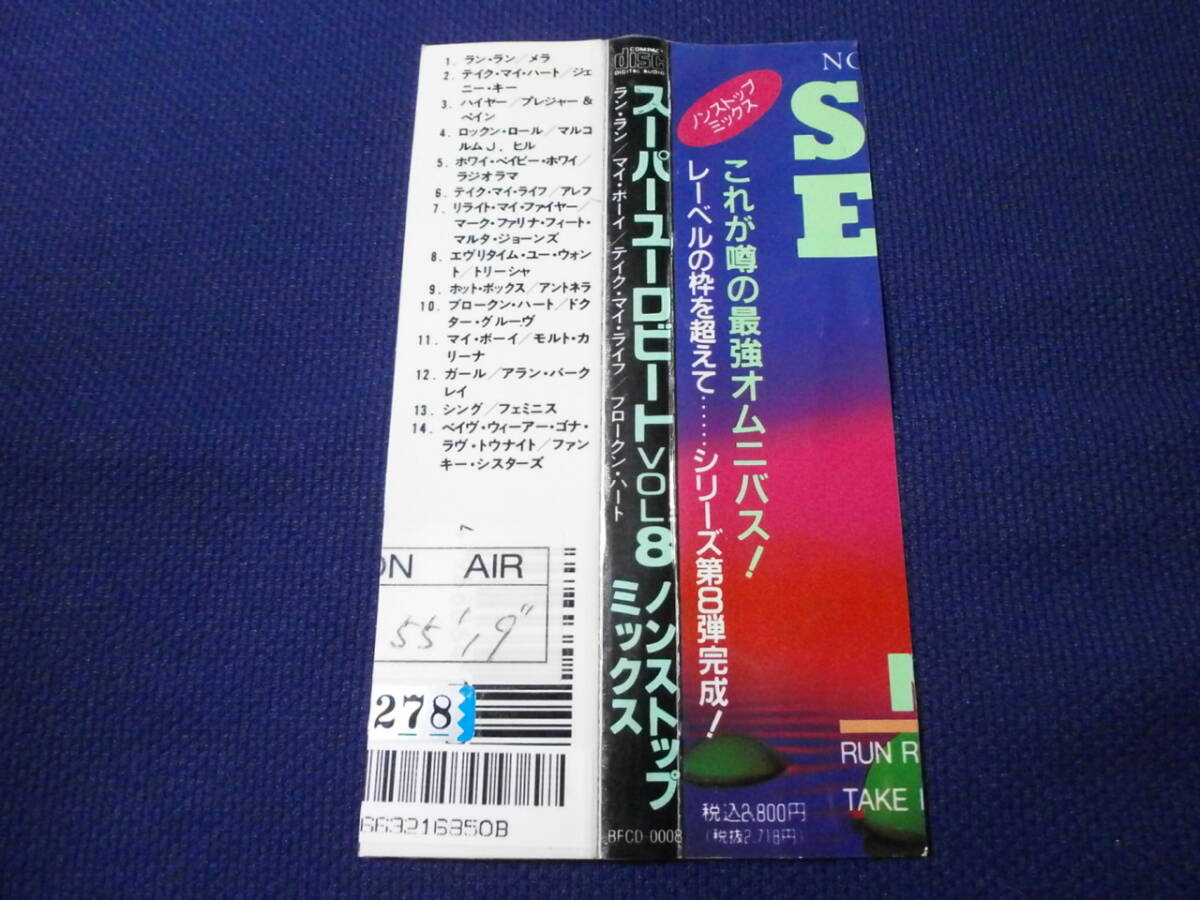 1. ラン・ラン/メラ
2. テイク・マイ・ハート/ジェ
ニー・キー
3. ハイヤー/プレジャー&
ペイン
4. ロックン・ロール/マルコ
ルムJ. ヒル
5. ホワイ・ベイビー・ホワイ/
ラジオラマ
6. テイク・マイ・ライフ/アレフ
7. リライト・マイ・ファイヤー/
マーク・ファリナ・フィート・
マルタ・ジョーンズ
8. エヴリタイム・ユー・ウォン
ト/トリーシャ
9. ホット・ボックス/アントネラ
10. ブロークン・ハート/ドク
ター・グルーヴ
11. マイ・ボーイ/モルト・カ
リーナ
12. ガール/アラン・バーク
レイ
13. シング/フェミニス
14. ベイヴ・ウィーアー・ゴナ・
ラヴ・トウナイト/ファン
キー・シスターズ
ON AIR
55'19"
278
663216850B
COMPACT
disc
DIGITAL AUDIO
スーパーユーロビート VOL 8 ノンストップ
ミックス
ラン・ラン/マイ・ボーイ/テイク・マイ・ライフ/ブロークン・ハート
BFCD-0008
NO
ノンストップ
ミックス
S
E
これが噂の最強オムニバス!
レーベルの枠を超えて……シリーズ第8弾完成!
RUN R
TAKE
税込2,800円
(税抜2,718円)